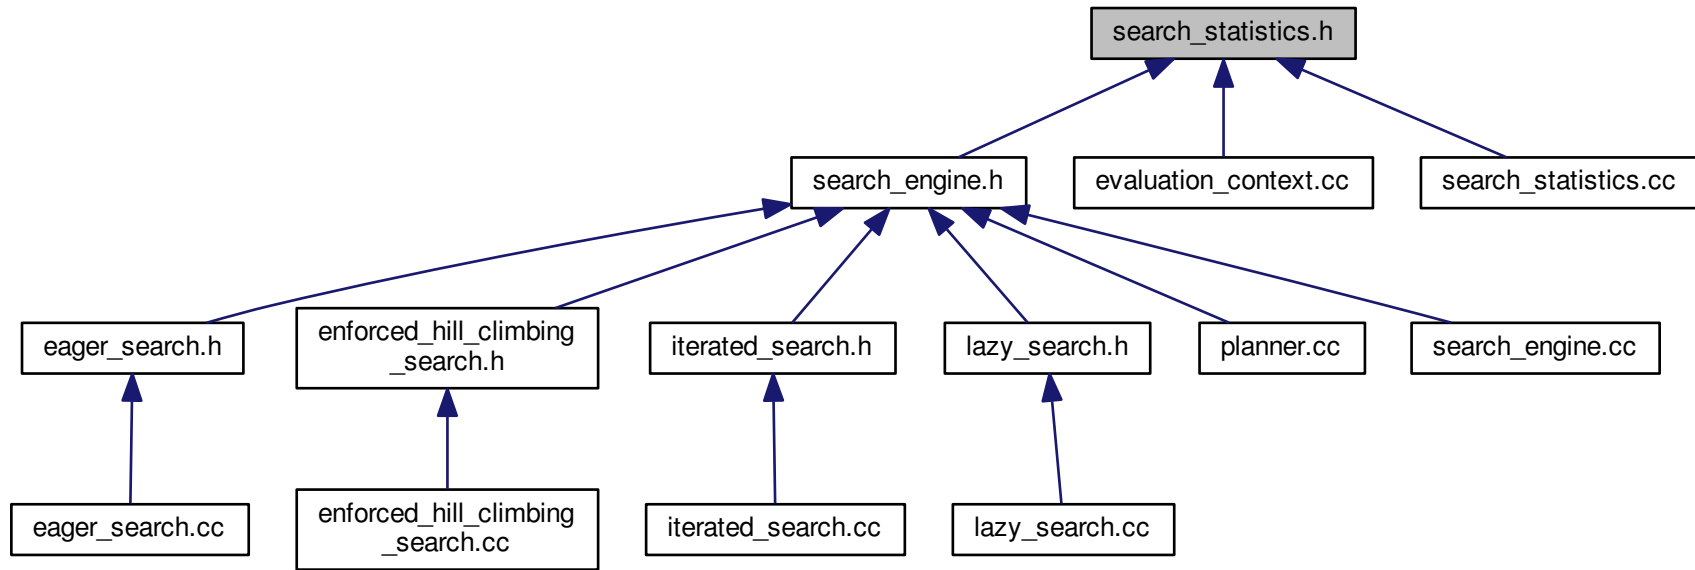 search_statistics.h
search_engine.h
evaluation_context.cc
search_statistics.cc
eager_search.h
enforced_hill_climbing
_search.h
iterated_search.h
lazy_search.h
planner.cc
search_engine.cc
eager_search.cc
enforced_hill_climbing
_search.cc
iterated_search.cc
lazy_search.cc